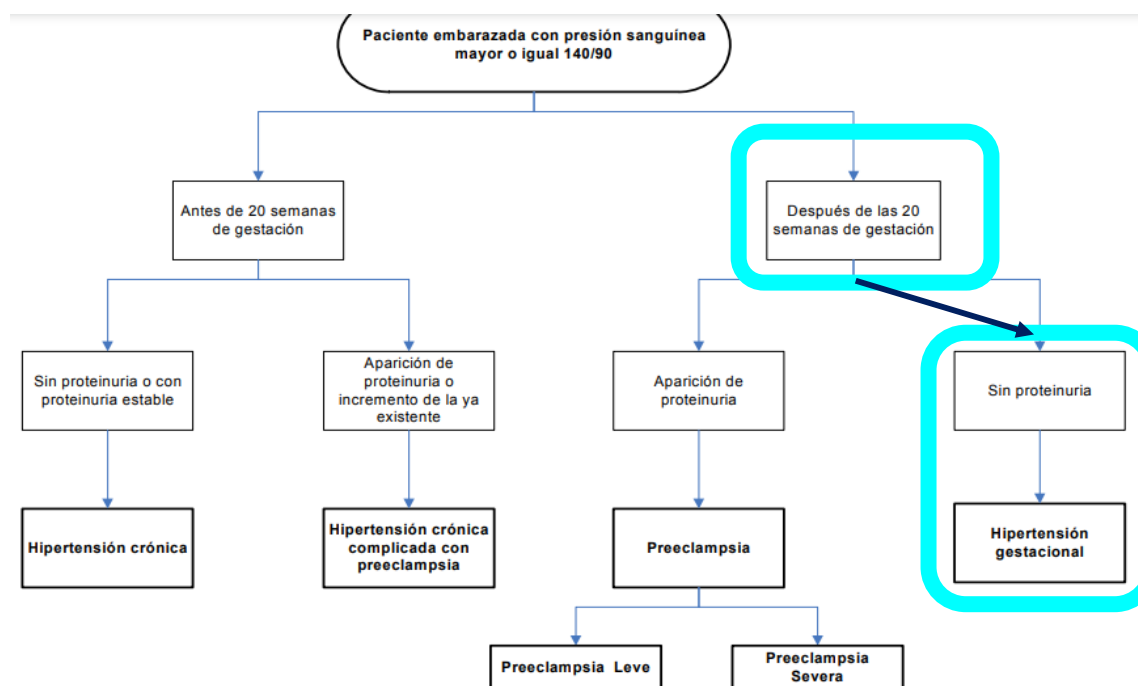 Paciente embarazada con presión sanguínea
mayor o igual 140/90
Antes de 20 semanas
de gestación
Después de las 20
semanas de gestación
Sin proteinuria o con
proteinuria estable
Aparición de
proteinuria o
incremento de la ya
existente
Aparición de
proteinuria
Sin proteinuria
Hipertensión crónica
Hipertensión crónica
complicada con
preeclampsia
Preeclampsia
Hipertensión
gestacional
Preeclampsia Leve
Preeclampsia
Severa